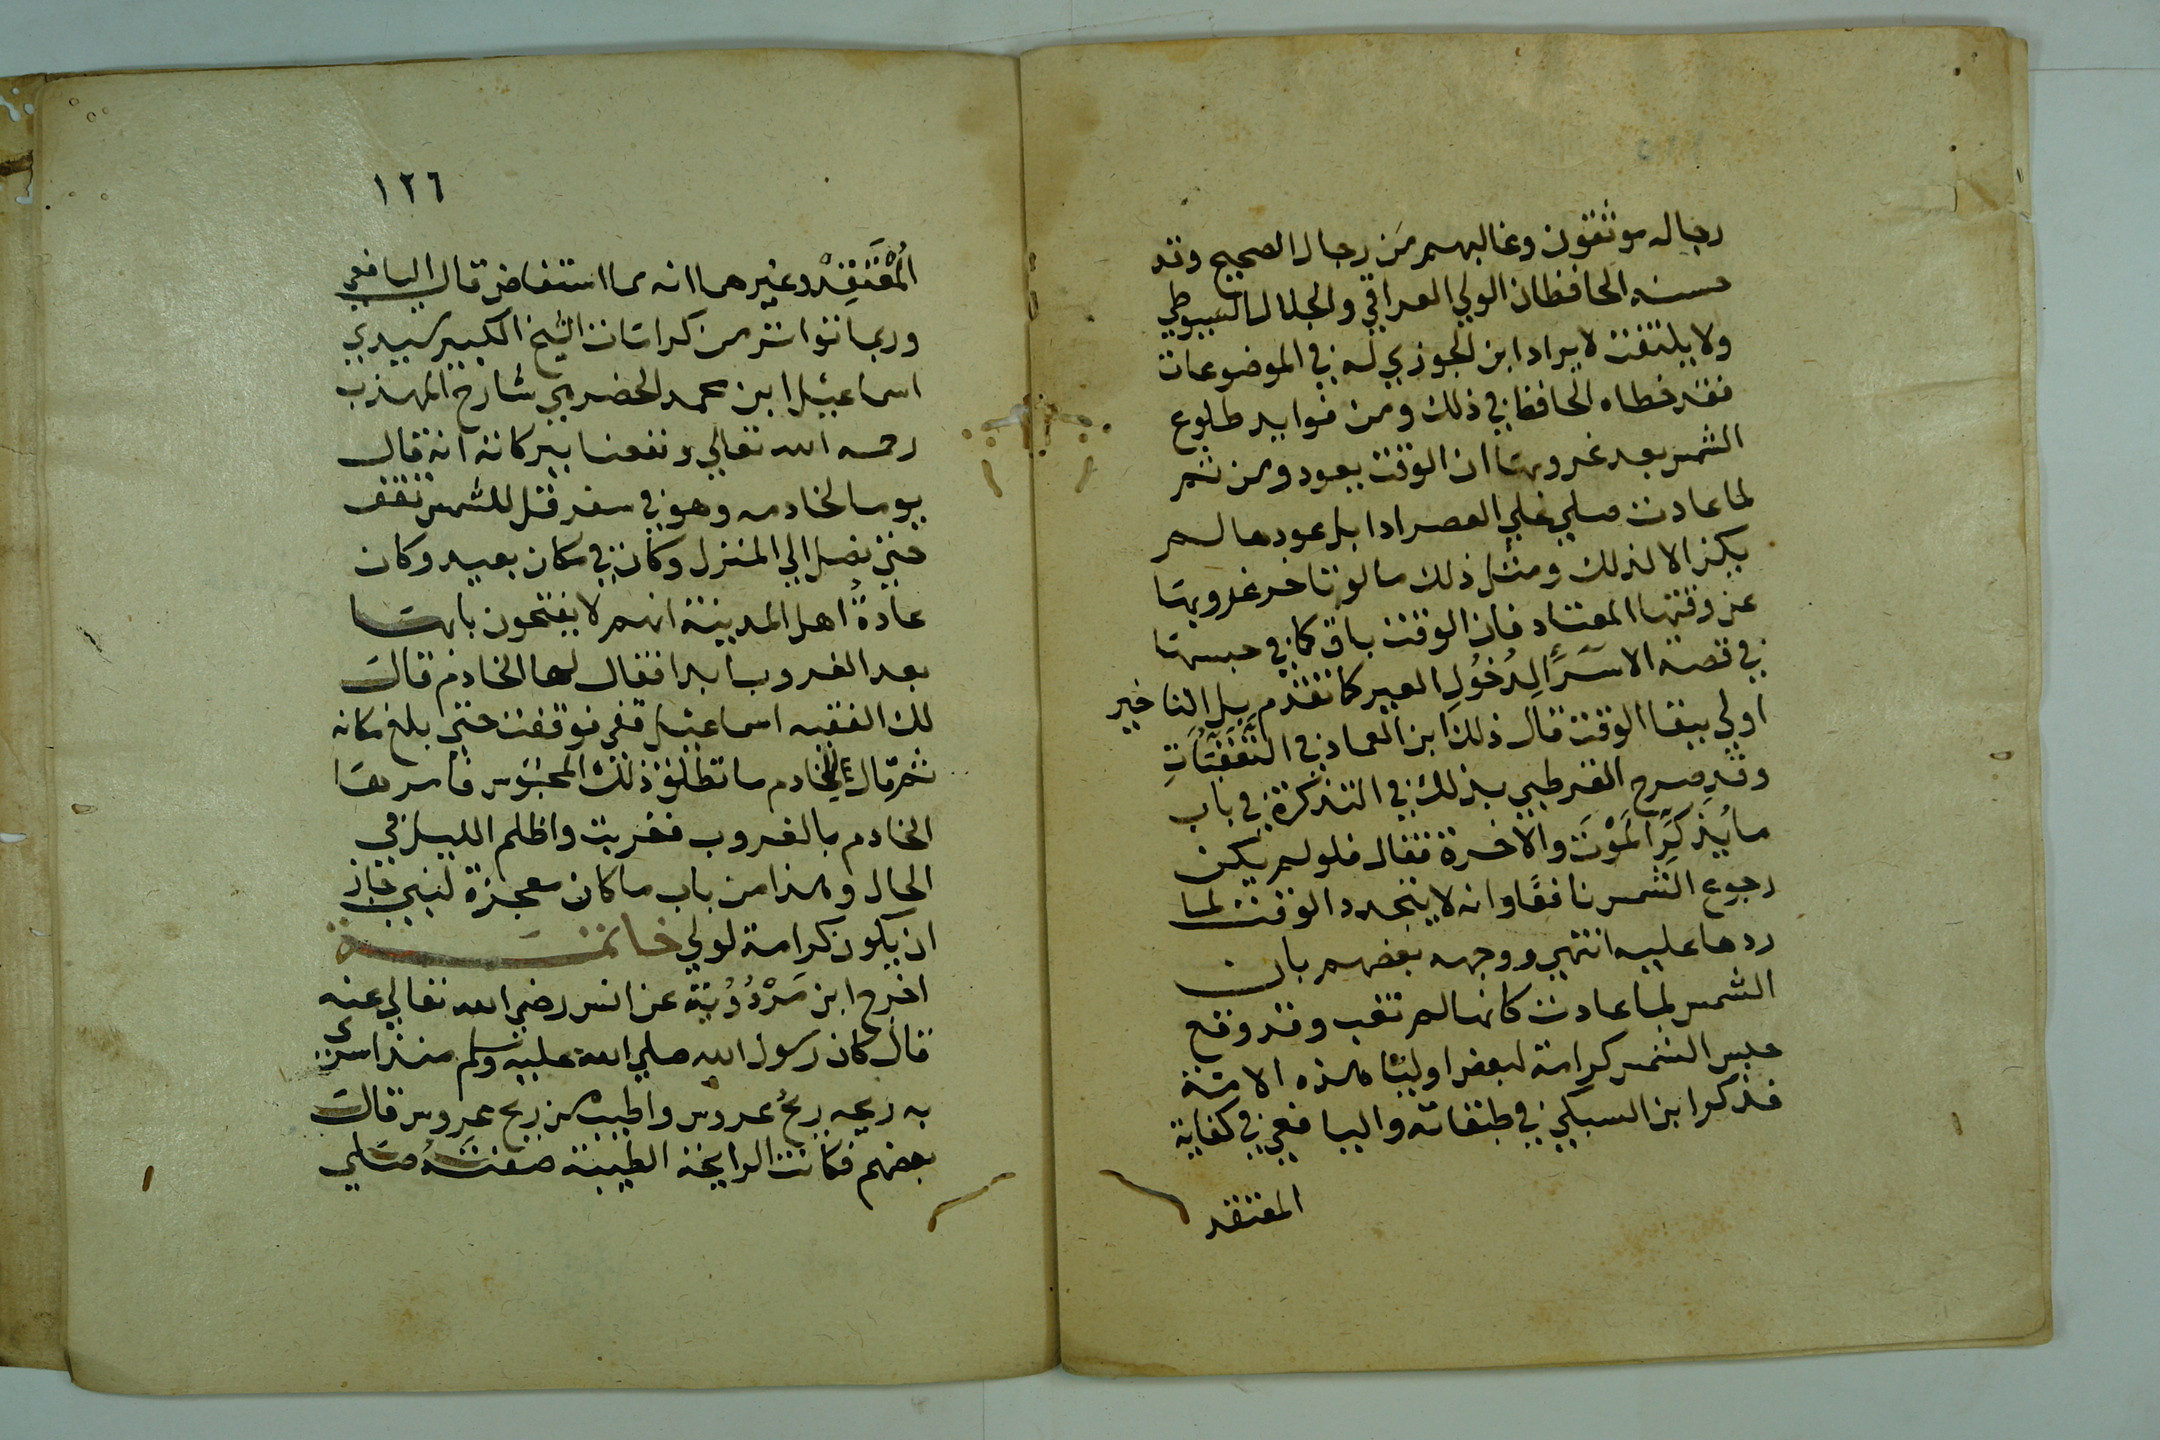 رجاله موثقون وغالبهم من رجال الصحيح وقد
حسنه الحافظان الولي العراقي والجلال السيوطي
ولا يلتفت لايراد ابن الجوزي له في الموضوعات
فقد خطاه الحافظ في ذلك ومن فوايد طلوع
الشمس بعد غروبها ان الوقت يعود ومن ثم
لما عادت صلي علي العصر ادا بل عودها لم
يكن الا لذلك ومثل ذلك ما لو تاخر غروبها
عن وقتها المعتاد فان الوقت باق كما في حبسها
في قصة الاسرا لدخول العير كما تقدم بل التاخير
اولي ببقا الوقت قال ذلك ابن العماد في
وقد صرح القرطبي بذلك في التذكرة في باب
ما يذكر الموت والاخرة فقال فلو لم يكن
رجوع الشمس نافعا وانه لا يتجدد الوقت لما
ردها عليه انتهي ووجهه بعضهم بان
الشمس لما عادت كانها لم تغب وقد وقع
حبس الشمس كرامة لبعض اوليا هذه الامة
فذكر ابن السبكي في طبقاته واليافعي في كفاية
المعتقد
١٢٦
المعتقد وغيرهما انه مما استفاض قال اليافعي
وربما تواتر من كرامات الشيخ الكبير سيدي
اسماعيل ابن محمد الحضرمي شارح المهذب
رحمه الله تعالي ونفعنا ببركاته انه قال
يوما لخادمه وهو في سفر قل للشمس تقف
حتي نصل الي المنزل وكان في مكان بعيد وكان
عادة اهل المدينة انهم لا يفتحون بابها
بعد الغروب ابدا فقال لها الخادم قال
لك الفقيه اسماعيل قفي فوقفت حتي بلغ مكانه
ثم قال للخادم ما تطلق ذلك المحبوس فامرها
الخادم بالغروب فغربت واظلم الليل في
الحال وهذا من باب ما كان معجزة لنبي جاز
ان يكون كرامة لولي خاتمة
اخرج ابن مردوية عن انس رضي الله تعالي عنه
قال كان رسول الله صلي الله عليه وسلم منذ اسري
به ريحه ريح عروس واطيب من ريح عروس قال
بعضهم فكانت الرايحة الطيبة صفته صلي